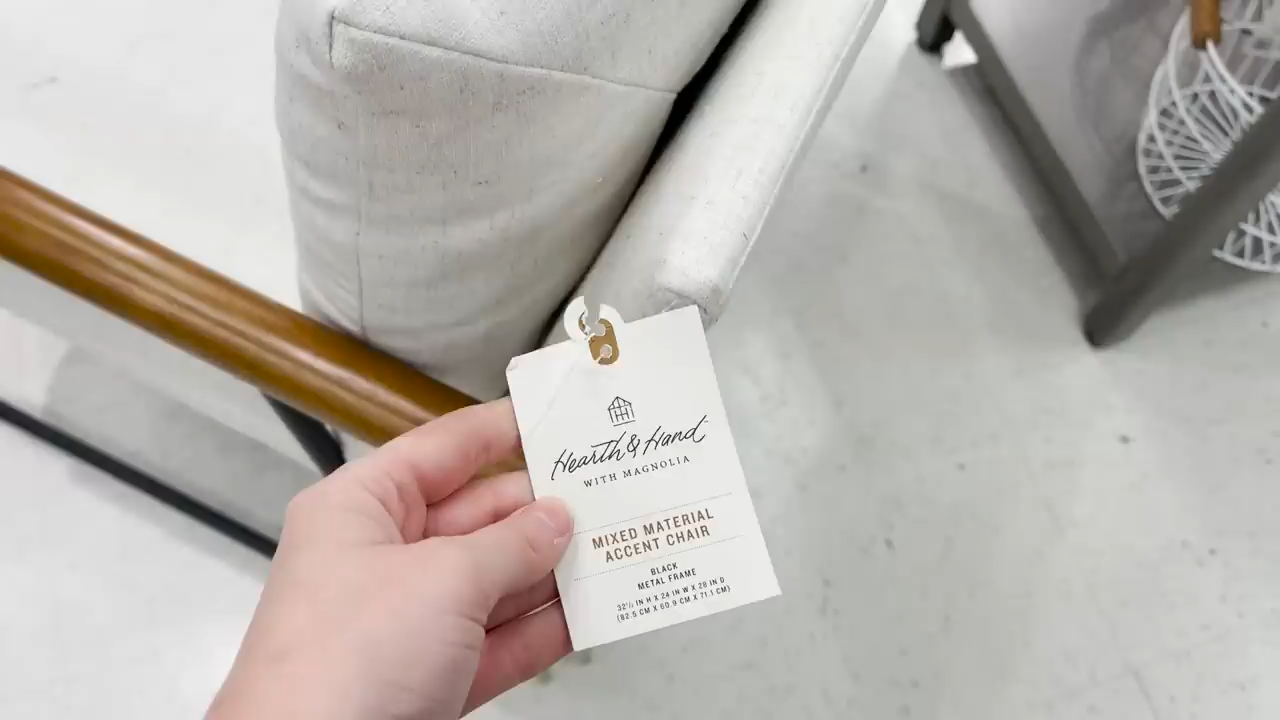 Hearth & Hand™
WITH MAGNOLIA
MIXED MATERIAL
ACCENT CHAIR
BLACK
METAL FRAME
32½ IN H X 24 IN W X 28 IN D
(82.5 CM X 60.9 CM X 71.1 CM)